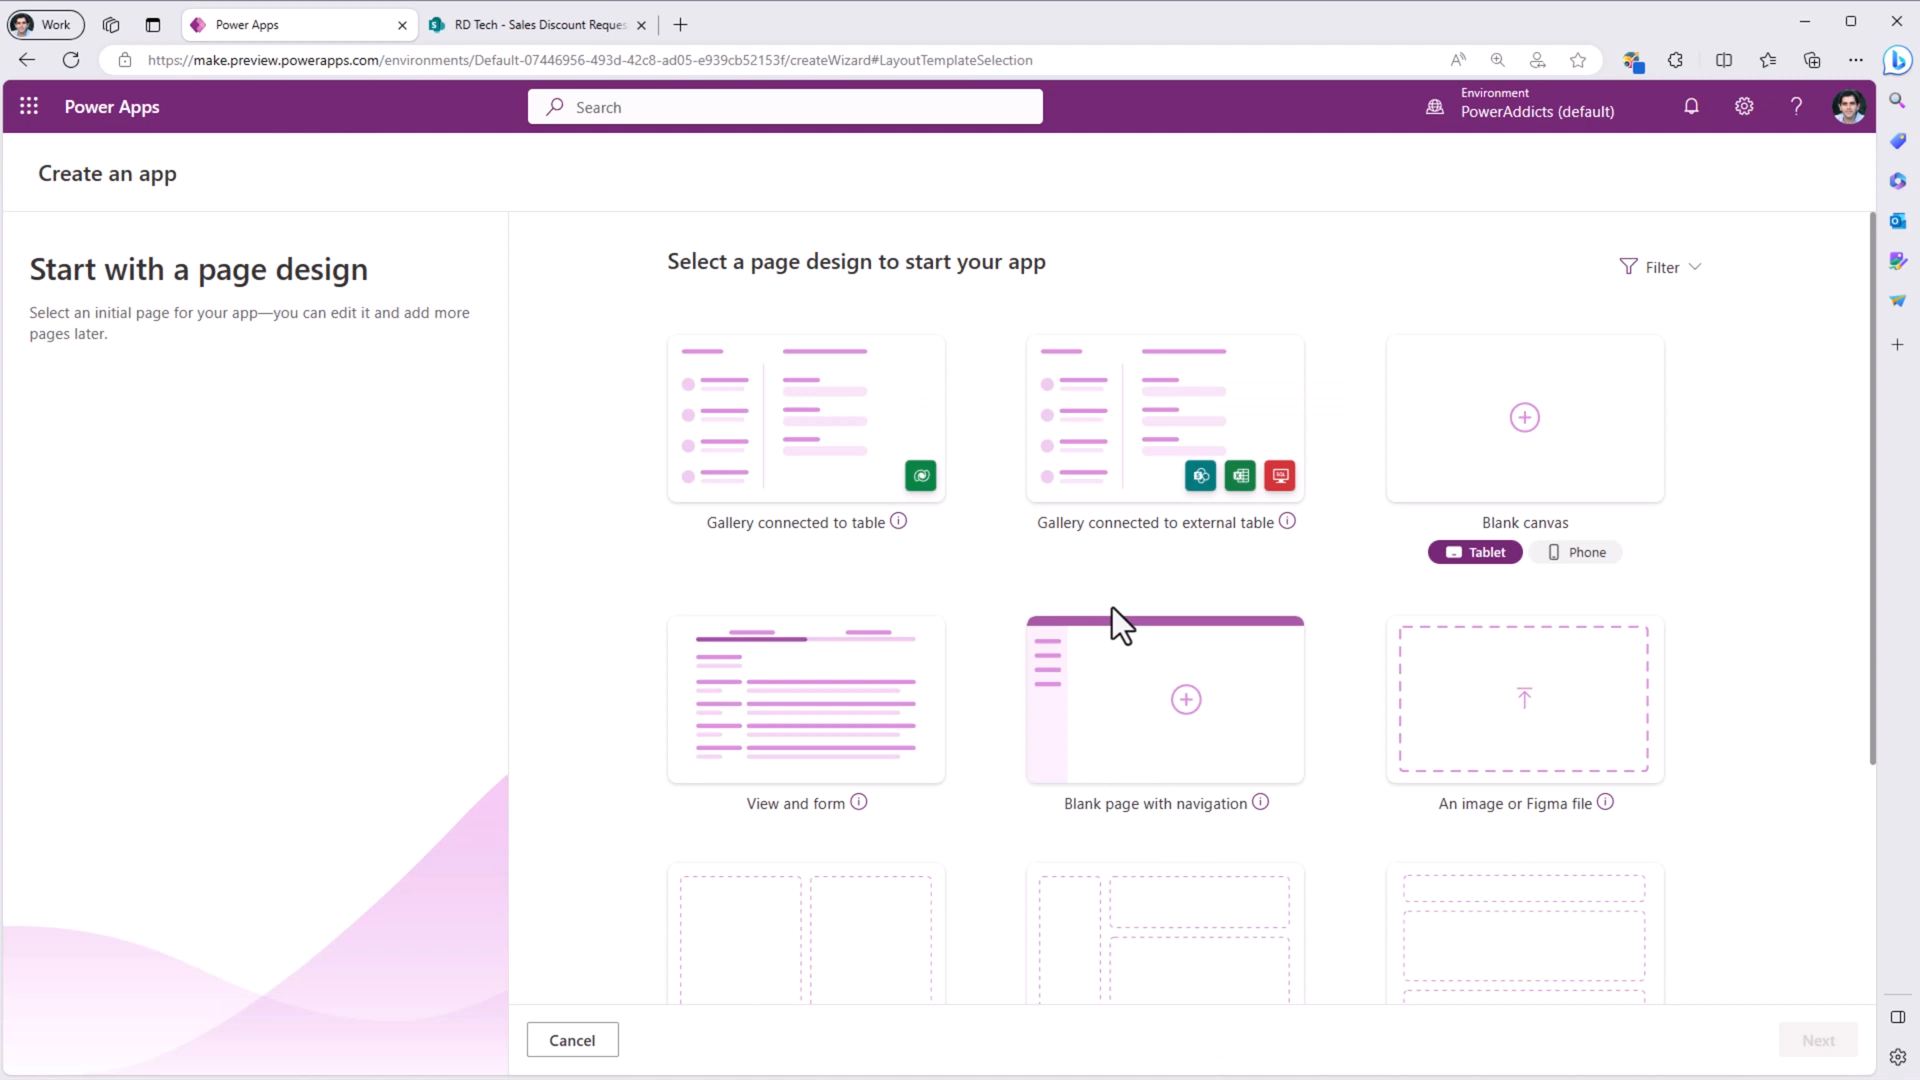 Work
Power Apps
RD Tech - Sales Discount Reques
https://make.preview.powerapps.com/environments/Default-07446956-493d-42c8-ad05-e939cb52153f/createWizard#LayoutTemplateSelection
Power Apps
Search
Environment
PowerAddicts (default)
Create an app
Start with a page design
Select an initial page for your app—you can edit it and add more
pages later.
Select a page design to start your app
Filter
Gallery connected to table
Gallery connected to external table
Blank canvas
Tablet
Phone
View and form
Blank page with navigation
An image or Figma file
Cancel
Next